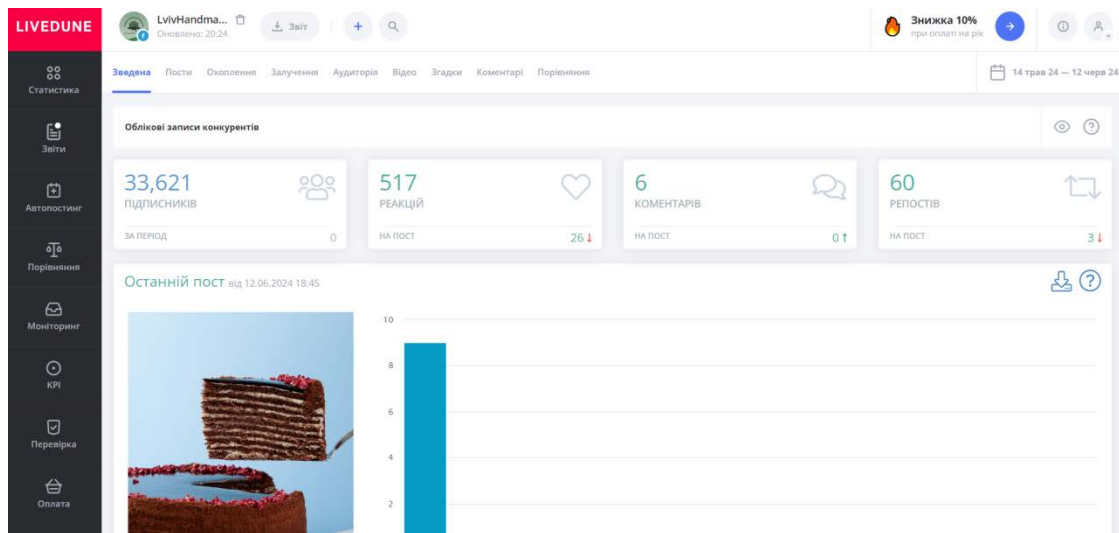 LIVEDUNE
LvivHandma...
Оновлено: 20:24
Звіт
Знижка 10%
при оплаті на рік
Статистика
Звіти
Автопостинг
Порівняння
Моніторинг
KPI
Перевірка
Оплата
Зведена Пости Охоплення Залучення Аудиторія Відео Згадки Коментарі Порівняння
14 трав 24 — 12 черв 24
Облікові записи конкурентів
33,621
ПІДПИСНИКІВ
ЗА ПЕРІОД 0
517
РЕАКЦІЙ
НА ПОСТ 26
6
КОМЕНТАРІВ
НА ПОСТ 0
60
РЕПОСТІВ
НА ПОСТ 3
Останній пост від 12.06.2024 18:45
10
8
6
4
2